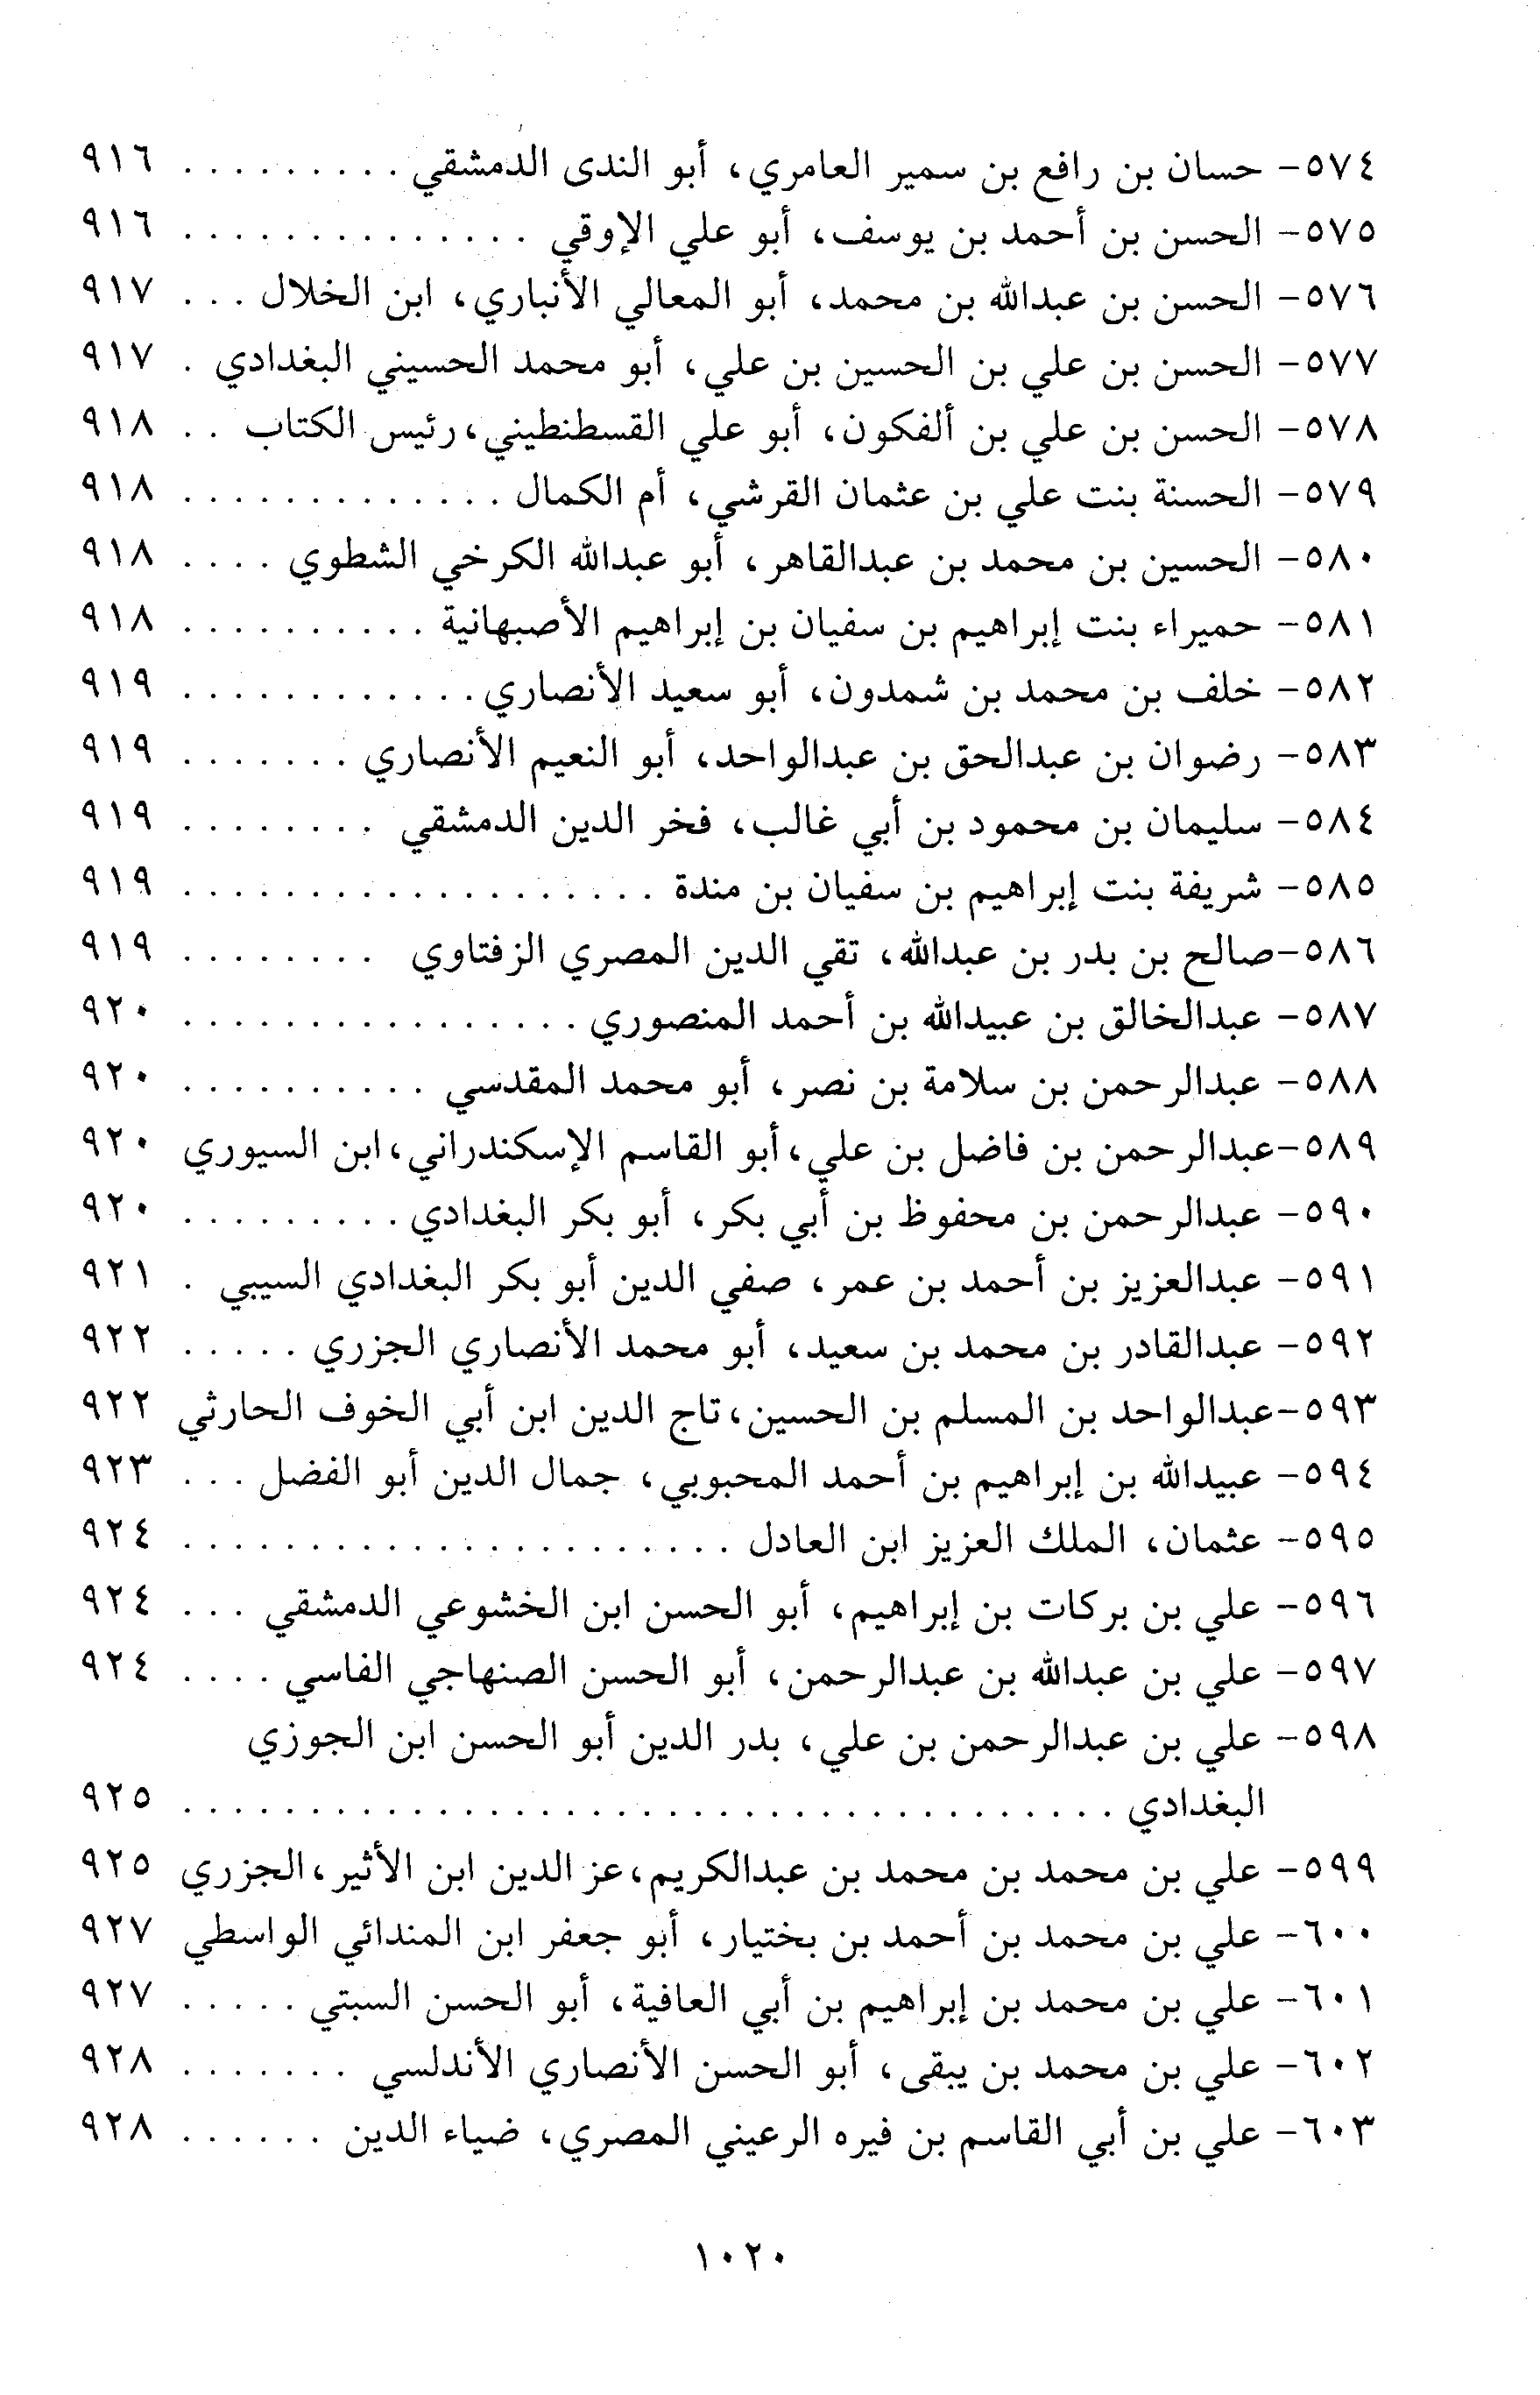 ٥٧٤- حسان بن رافع بن سمير العامري، أبو الندى الدمشقي . . . . . . . . . ٩١٦
٥٧٥- الحسن بن أحمد بن يوسف، أبو علي الإوقي . . . . . . . . . . . . . . ٩١٦
٥٧٦- الحسن بن عبدالله بن محمد، أبو المعالي الأنباري، ابن الخلال . . . ٩١٧
٥٧٧- الحسن بن علي بن الحسين بن علي، أبو محمد الحسيني البغدادي . ٩١٧
٥٧٨- الحسن بن علي بن ألفكون، أبو علي القسطنطيني، رئيس الكتاب . . ٩١٨
٥٧٩- الحسنة بنت علي بن عثمان القرشي، أم الكمال . . . . . . . . . . . . . ٩١٨
٥٨٠- الحسين بن محمد بن عبدالقاهر، أبو عبدالله الكرخي الشطوي . . . . ٩١٨
٥٨١- حميراء بنت إبراهيم بن سفيان بن إبراهيم الأصبهانية . . . . . . . . . . ٩١٨
٥٨٢- خلف بن محمد بن شمدون، أبو سعيد الأنصاري . . . . . . . . . . . . ٩١٩
٥٨٣- رضوان بن عبدالحق بن عبدالواحد، أبو النعيم الأنصاري . . . . . . . ٩١٩
٥٨٤- سليمان بن محمود بن أبي غالب، فخر الدين الدمشقي . . . . . . . . ٩١٩
٥٨٥- شريفة بنت إبراهيم بن سفيان بن مندة . . . . . . . . . . . . . . . . . . . ٩١٩
٥٨٦-صالح بن بدر بن عبدالله، تقي الدين المصري الزفتاوي . . . . . . . . ٩١٩
٥٨٧- عبدالخالق بن عبيدالله بن أحمد المنصوري . . . . . . . . . . . . . . . . ٩٢٠
٥٨٨- عبدالرحمن بن سلامة بن نصر، أبو محمد المقدسي . . . . . . . . . . ٩٢٠
٥٨٩-عبدالرحمن بن فاضل بن علي، أبو القاسم الإسكندراني، ابن السيوري ٩٢٠
٥٩٠- عبدالرحمن بن محفوظ بن أبي بكر، أبو بكر البغدادي . . . . . . . . . ٩٢٠
٥٩١- عبدالعزيز بن أحمد بن عمر، صفي الدين أبو بكر البغدادي السيبي . ٩٢١
٥٩٢- عبدالقادر بن محمد بن سعيد، أبو محمد الأنصاري الجزري . . . . . ٩٢٢
٥٩٣-عبدالواحد بن المسلم بن الحسين، تاج الدين ابن أبي الخوف الحارثي ٩٢٢
٥٩٤- عبيدالله بن إبراهيم بن أحمد المحبوبي، جمال الدين أبو الفضل . . . ٩٢٣
٥٩٥- عثمان، الملك العزيز ابن العادل . . . . . . . . . . . . . . . . . . . . . . ٩٢٤
٥٩٦- علي بن بركات بن إبراهيم، أبو الحسن ابن الخشوعي الدمشقي . . . ٩٢٤
٥٩٧- علي بن عبدالله بن عبدالرحمن، أبو الحسن الصنهاجي الفاسي . . . . ٩٢٤
٥٩٨- علي بن عبدالرحمن بن علي، بدر الدين أبو الحسن ابن الجوزي
البغدادي . . . . . . . . . . . . . . . . . . . . . . . . . . . . . . . . . . . . . ٩٢٥
٥٩٩- علي بن محمد بن محمد بن عبدالكريم، عز الدين ابن الأثير، الجزري ٩٢٥
٦٠٠- علي بن محمد بن أحمد بن بختيار، أبو جعفر ابن المندائي الواسطي ٩٢٧
٦٠١- علي بن محمد بن إبراهيم بن أبي العافية، أبو الحسن السبتي . . . . . ٩٢٧
٦٠٢- علي بن محمد بن يبقى، أبو الحسن الأنصاري الأندلسي . . . . . . . ٩٢٨
٦٠٣- علي بن أبي القاسم بن فيره الرعيني المصري، ضياء الدين . . . . . . ٩٢٨
١٠٢٠